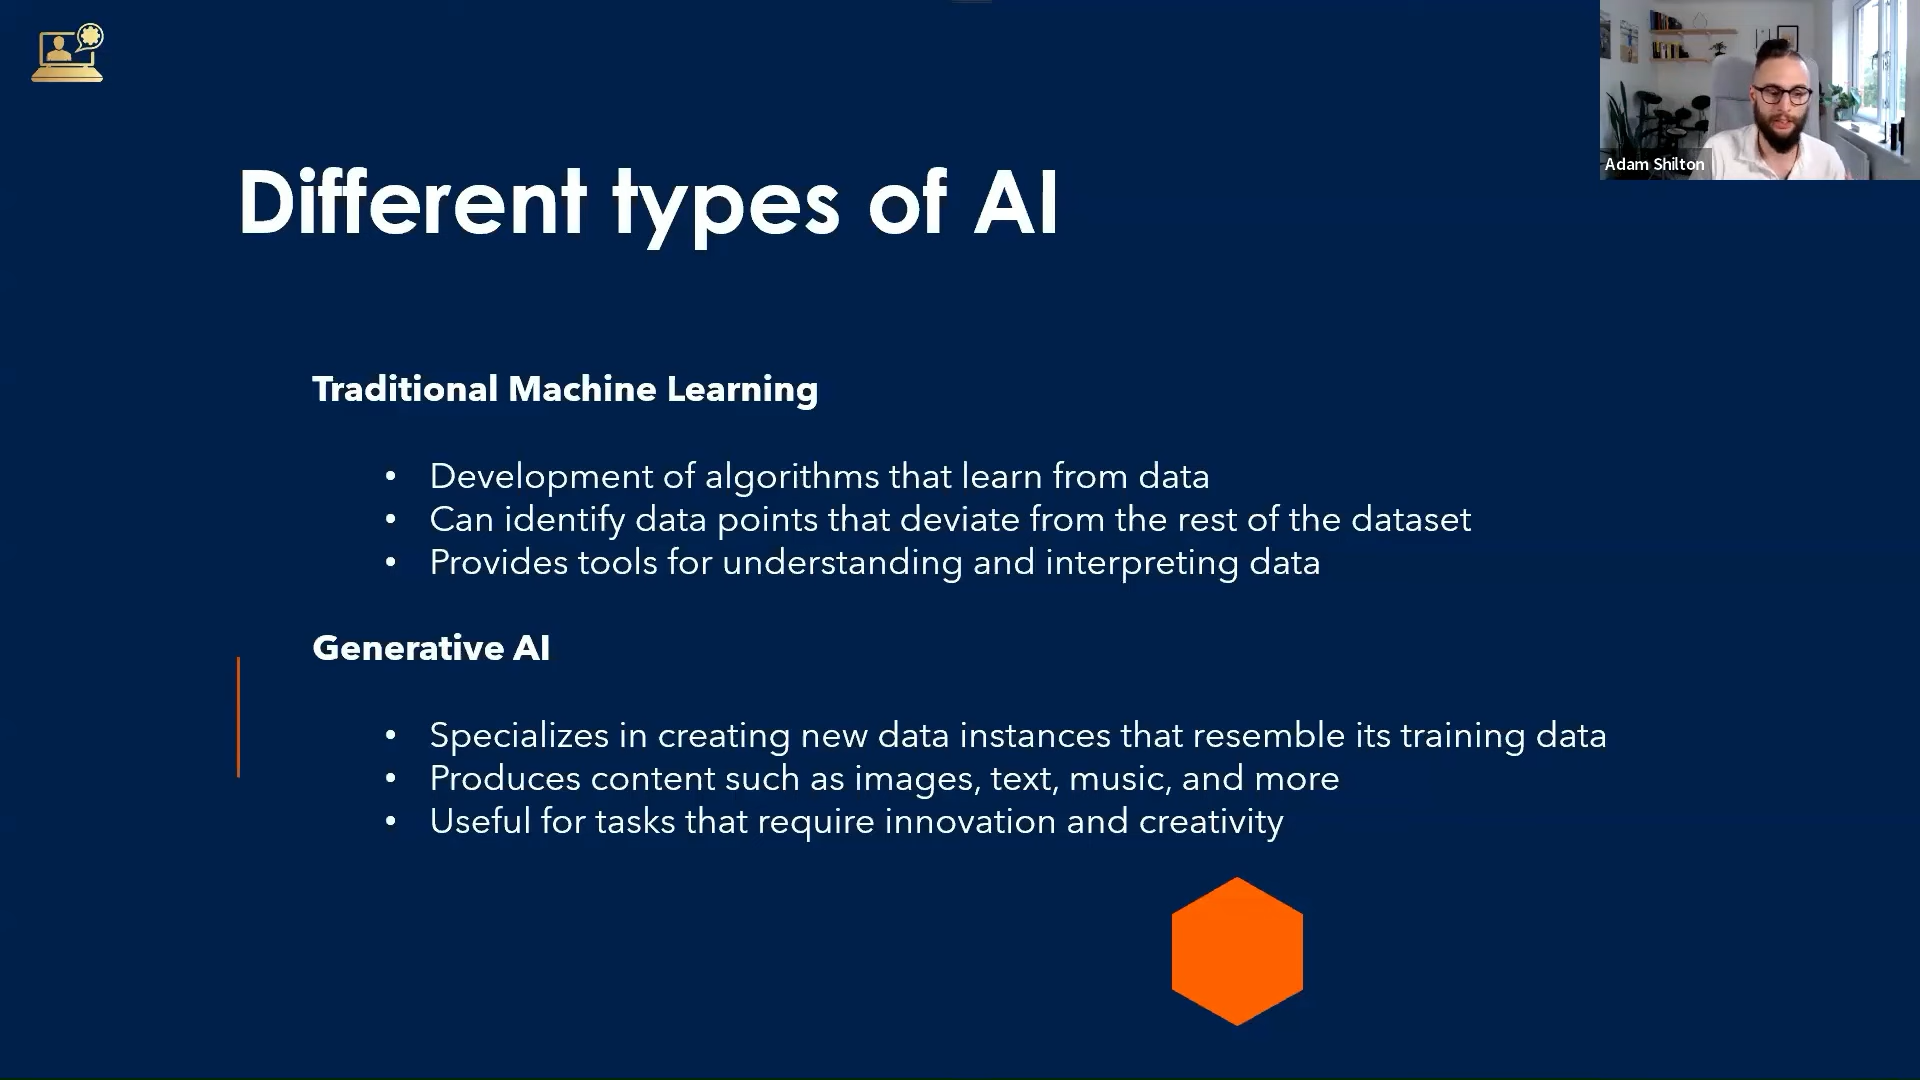 Adam Shilton
Different types of AI
Traditional Machine Learning
• Development of algorithms that learn from data
• Can identify data points that deviate from the rest of the dataset
• Provides tools for understanding and interpreting data
Generative AI
• Specializes in creating new data instances that resemble its training data
• Produces content such as images, text, music, and more
• Useful for tasks that require innovation and creativity